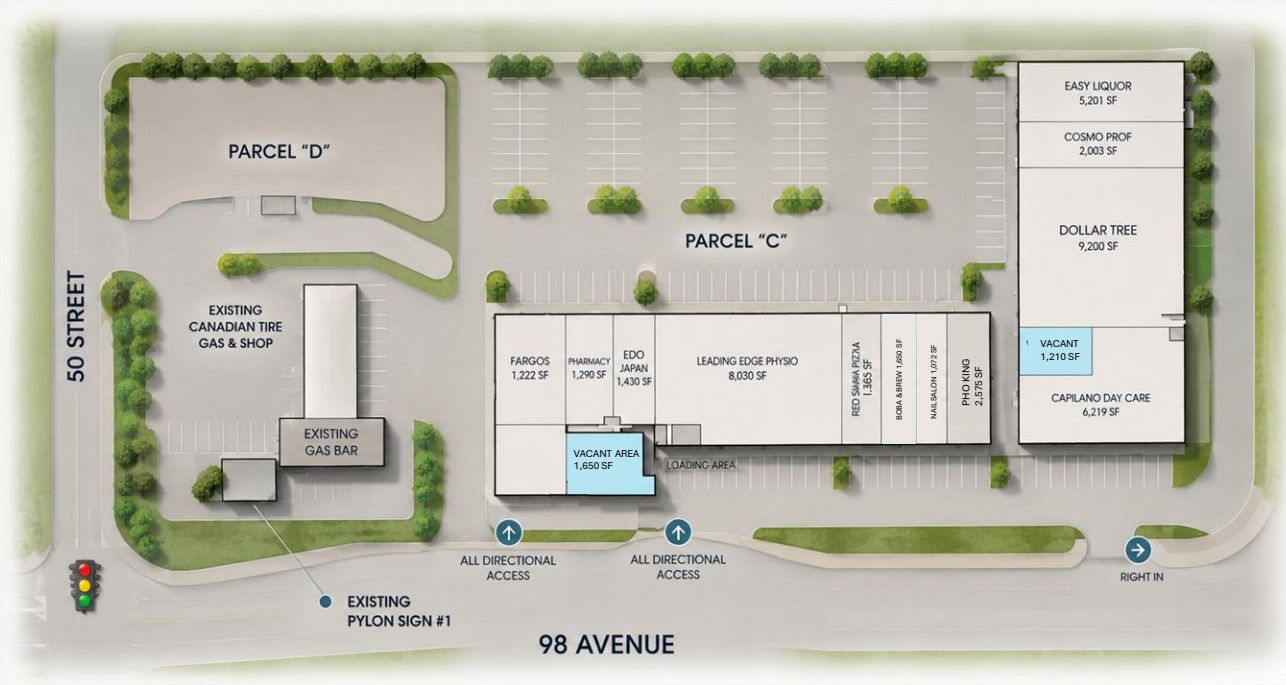 EASY LIQUOR
5,201 SF
COSMO PROF
2,003 SF
PARCEL “D”
DOLLAR TREE
9,200 SF
PARCEL “C”
50 STREET
EXISTING
CANADIAN TIRE
GAS & SHOP
VACANT
1,210 SF
FARGOS
1,222 SF
PHARMACY
1,290 SF
EDO
JAPAN
1,430 SF
LEADING EDGE PHYSIO
8,030 SF
PIZZA
1,365 SF
BOBA & BREW 1,650 SF
NAIL SALON 1,072 SF
PHO KING
2,575 SF
CAPILANO DAY CARE
6,219 SF
EXISTING
GAS BAR
VACANT AREA
1,650 SF
LOADING AREA
ALL DIRECTIONAL
ACCESS
ALL DIRECTIONAL
ACCESS
RIGHT IN
EXISTING
PYLON SIGN #1
98 AVENUE